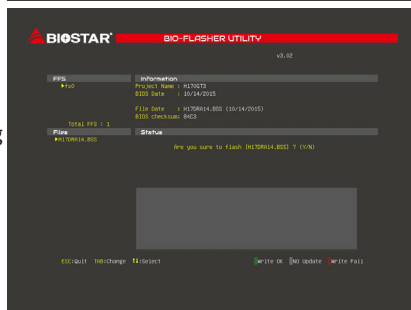 BIOSTAR
BIO-FLASHER UTILITY
v3.02
FFS
fs0
Total FFS : 1
Files
H17DRA14.BSS
Information
Project Name : H170GT3
BIOS Date : 10/14/2015
File Date : H17DRA14.BSS (10/14/2015)
BIOS checksum: 84C3
Status
Are you sure to flash [H17DRA14.BSS] ? (Y/N)
ESC:Quit TAB:Change ↑↓:Select
Write OK No Update Write Fail